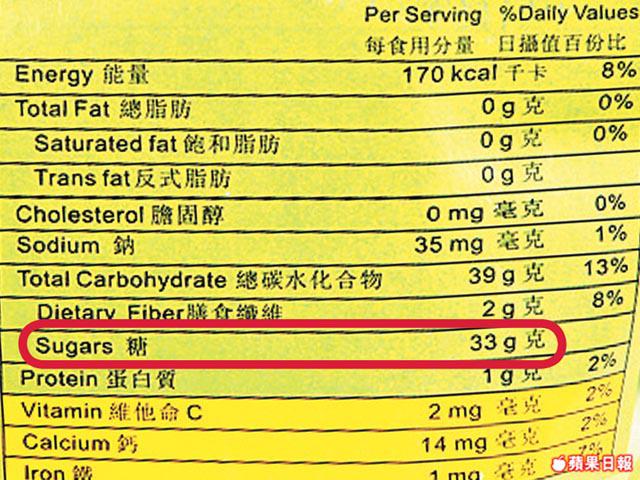 Per Serving %Daily Values
每食用分量 日攝值百份比
Energy 能量 170 kcal 千卡 8%
Total Fat 總脂肪 0 g 克 0%
Saturated fat 飽和脂肪 0 g 克 0%
Trans fat 反式脂肪 0 g 克
Cholesterol 膽固醇 0 mg 毫克 0%
Sodium 鈉 35 mg 毫克 1%
Total Carbohydrate 總碳水化合物 39 g 克 13%
Dietary Fiber 膳食纖維 2 g 克 8%
Sugars 糖 33 g 克
Protein 蛋白質 1 g 克 2%
Vitamin 維他命 C 2 mg 毫克 2%
Calcium 鈣 14 mg 毫克 2%
Iron 鐵 1 mg 毫克 7%
蘋果日報